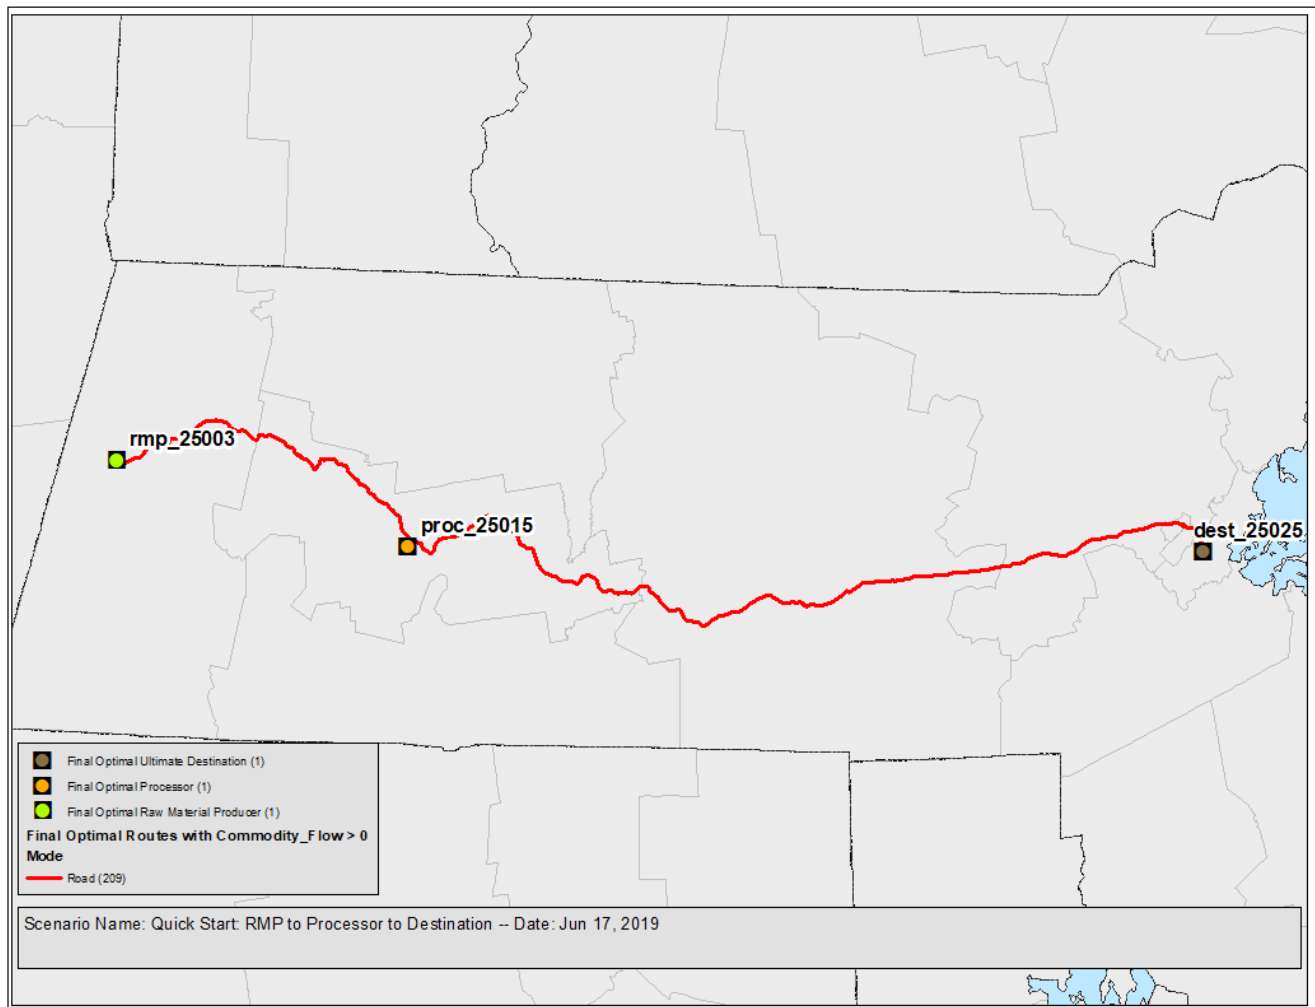 rmp_25003
proc_25015
dest_25025
Final Optimal Ultimate Destination (1)
Final Optimal Processor (1)
Final Optimal Raw Material Producer (1)
Final Optimal Routes with Commodity_Flow > 0
Mode
Road (209)
Scenario Name: Quick Start: RMP to Processor to Destination -- Date: Jun 17, 2019